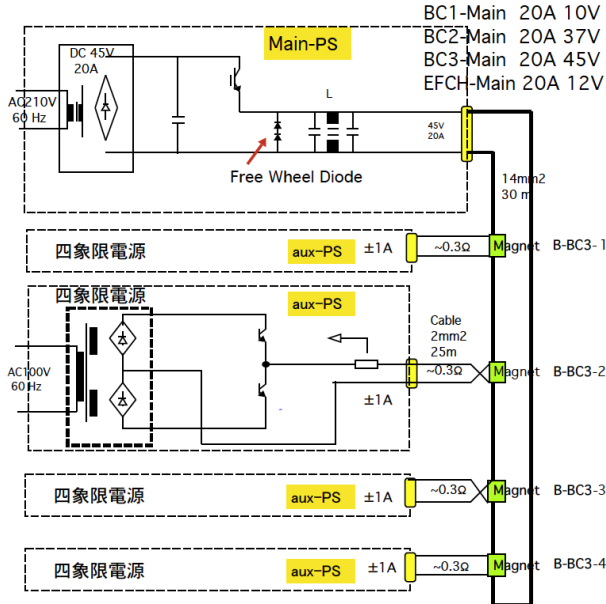 BC1-Main 20A 10V
BC2-Main 20A 37V
BC3-Main 20A 45V
EFCH-Main 20A 12V
Main-PS
DC 45V
20A
AC210V
60 Hz
L
45V
20A
Free Wheel Diode
14mm2
30 m
四象限電源
aux-PS
±1A
~0.3Ω
Magnet
B-BC3-1
四象限電源
aux-PS
Cable
2mm2
25m
AC100V
60 Hz
~0.3Ω
Magnet
B-BC3-2
±1A
四象限電源
aux-PS
±1A
~0.3Ω
Magnet
B-BC3-3
四象限電源
aux-PS
±1A
~0.3Ω
Magnet
B-BC3-4